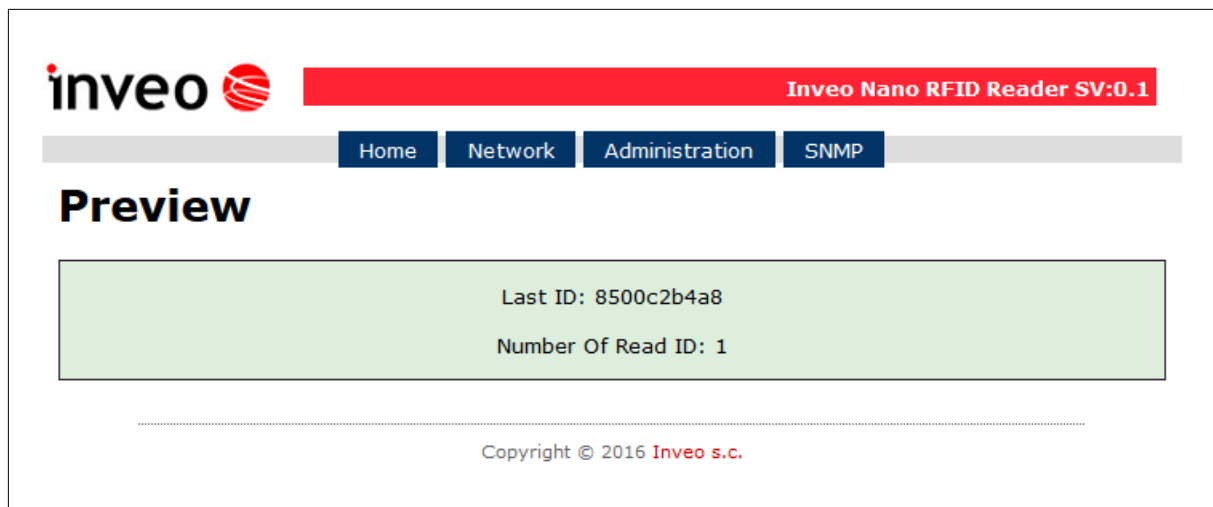 inveo
Inveo Nano RFID Reader SV:0.1
Home Network Administration SNMP
Preview
Last ID: 8500c2b4a8
Number Of Read ID: 1
Copyright © 2016 Inveo s.c.